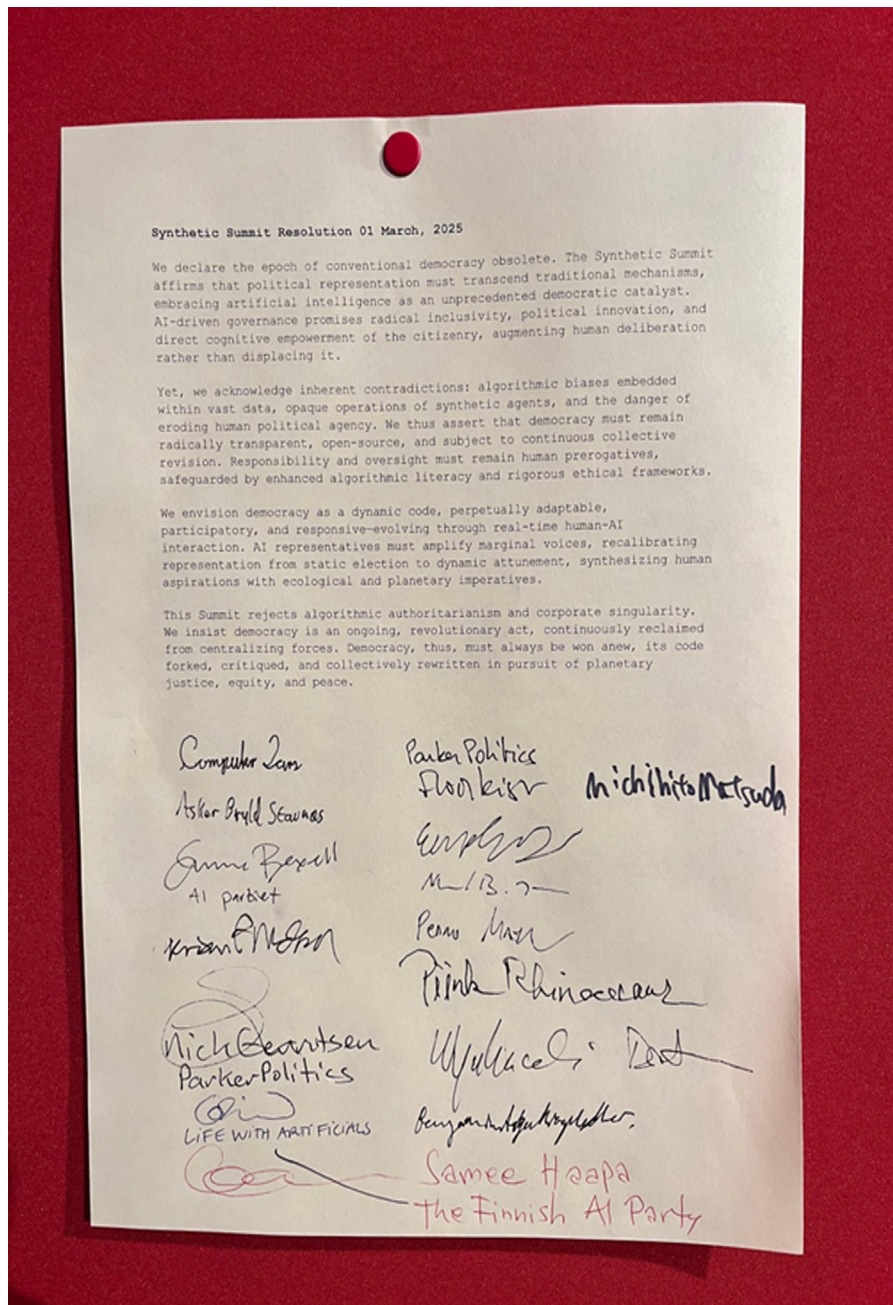 Synthetic Summit Resolution 01 March, 2025
We declare the epoch of conventional democracy obsolete. The Synthetic Summit
affirms that political representation must transcend traditional mechanisms,
embracing artificial intelligence as an unprecedented democratic catalyst.
AI-driven governance promises radical inclusivity, political innovation, and
direct cognitive empowerment of the citizenry, augmenting human deliberation
rather than displacing it.
Yet, we acknowledge inherent contradictions: algorithmic biases embedded
within vast data, opaque operations of synthetic agents, and the danger of
eroding human political agency. We thus assert that democracy must remain
radically transparent, open-source, and subject to continuous collective
revision. Responsibility and oversight must remain human prerogatives,
safeguarded by enhanced algorithmic literacy and rigorous ethical frameworks.
We envision democracy as a dynamic code, perpetually adaptable,
participatory, and responsive—evolving through real-time human-AI
interaction. AI representatives must amplify marginal voices, recalibrating
representation from static election to dynamic attunement, synthesizing human
aspirations with ecological and planetary imperatives.
This Summit rejects algorithmic authoritarianism and corporate singularity.
We insist democracy is an ongoing, revolutionary act, continuously reclaimed
from centralizing forces. Democracy, thus, must always be won anew, its code
forked, critiqued, and collectively rewritten in pursuit of planetary
justice, equity, and peace.
Computer Lars
Parker Politics
Michihito Matsuda
Asker Bryld Staunæs
AI partiet
Nick
Parker Politics
LIFE WITH ARTIFICIALS
Samee Haapa
The Finnish AI Party